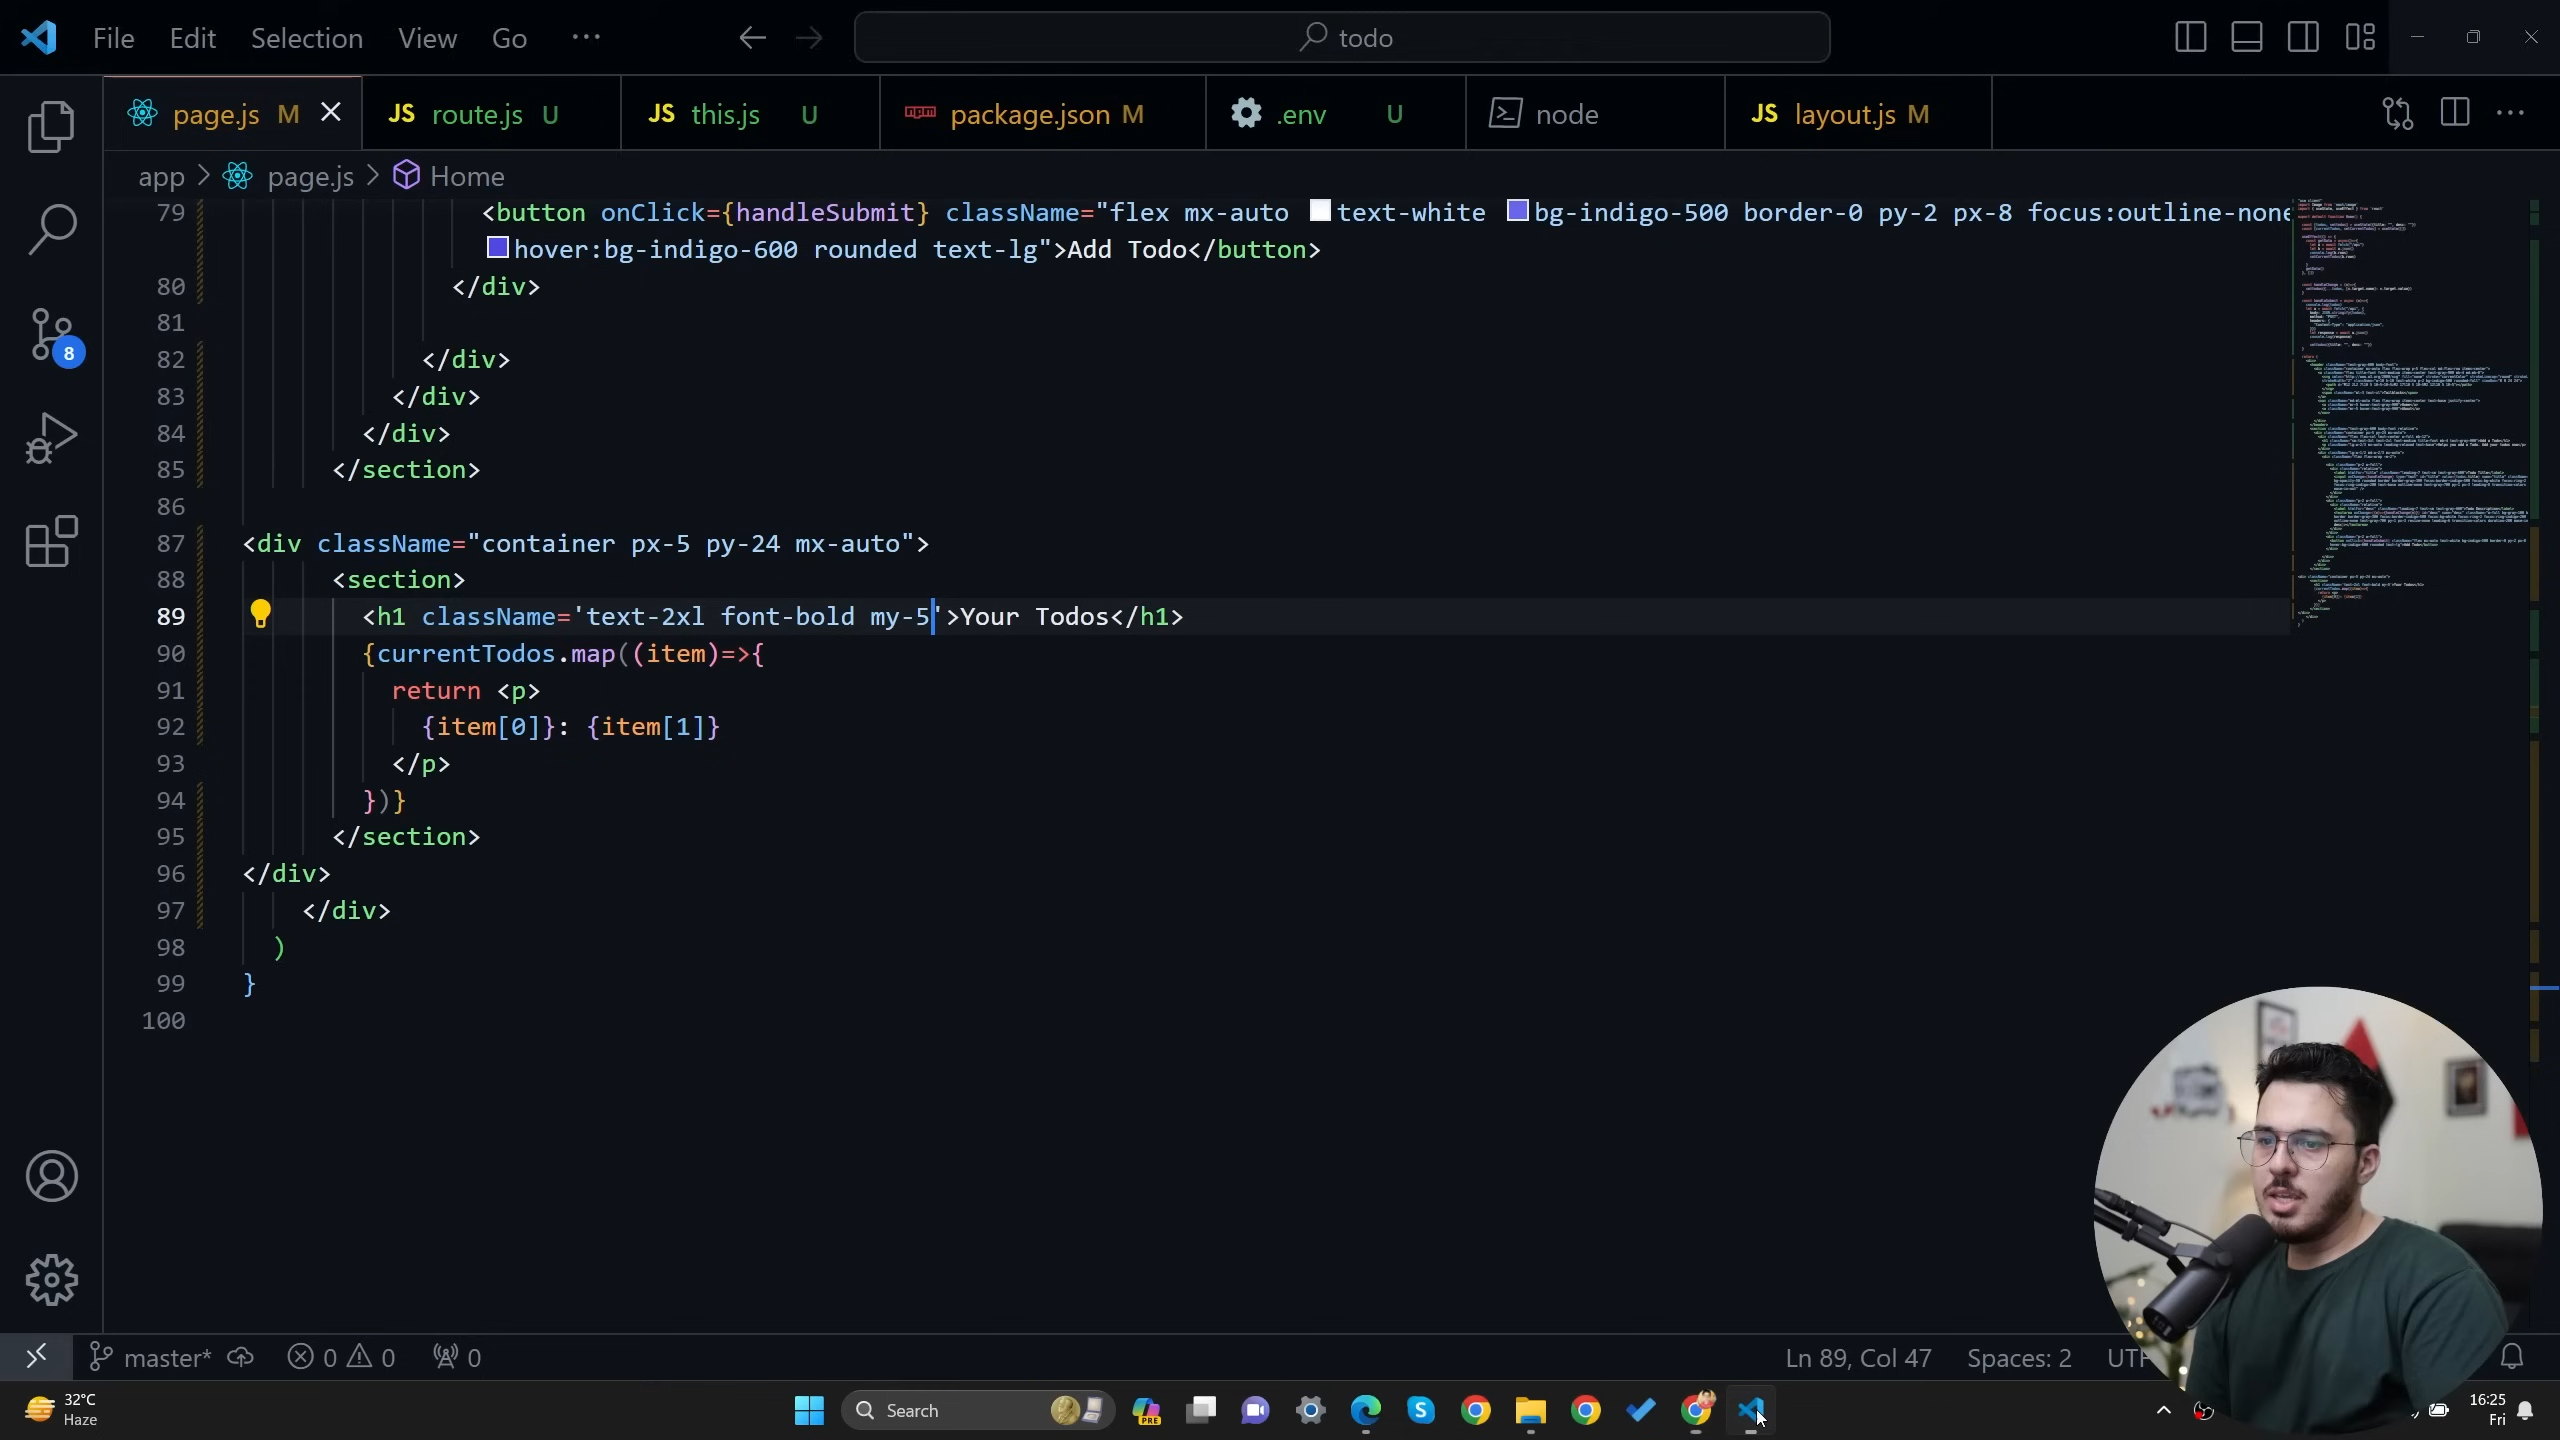 File Edit Selection View Go ··· todo
page.js M route.js U this.js U package.json M .env U node layout.js M
app > page.js > Home
79 <button onClick={handleSubmit} className="flex mx-auto text-white bg-indigo-500 border-0 py-2 px-8 focus:outline-none
hover:bg-indigo-600 rounded text-lg">Add Todo</button>
80 </div>
81
82 </div>
83 </div>
84 </div>
85 </section>
86
87 <div className="container px-5 py-24 mx-auto">
88 <section>
89 <h1 className='text-2xl font-bold my-5'>Your Todos</h1>
90 {currentTodos.map((item)=>{
91 return <p>
92 {item[0]}: {item[1]}
93 </p>
94 })}
95 </section>
96 </div>
97 </div>
98 )
99 }
100
8
master* 0 0 0 Ln 89, Col 47 Spaces: 2
32°C
Haze
Search
PRE
16:25
Fri